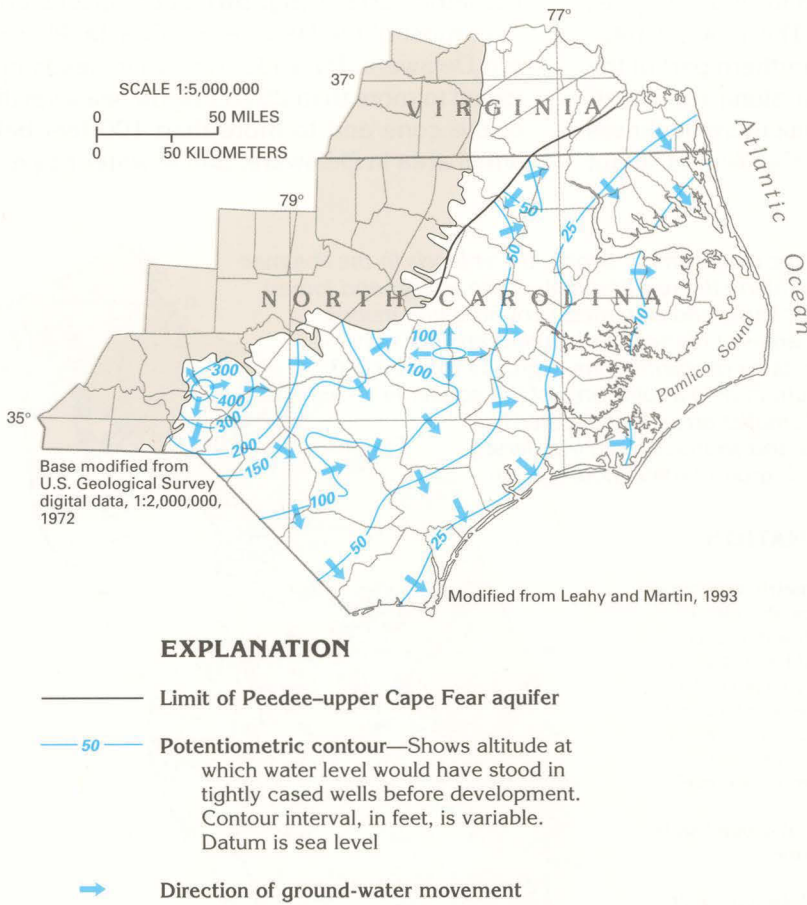 77°
37°
SCALE 1:5,000,000
0 50 MILES
0 50 KILOMETERS
VIRGINIA
Atlantic Ocean
79°
50
50
25
NORTH CAROLINA
10
100
100
Pamlico Sound
300
400
300
35°
200
150
100
50
25
Base modified from
U.S. Geological Survey
digital data, 1:2,000,000,
1972
Modified from Leahy and Martin, 1993
EXPLANATION
Limit of Peedee–upper Cape Fear aquifer
50 Potentiometric contour—Shows altitude at
which water level would have stood in
tightly cased wells before development.
Contour interval, in feet, is variable.
Datum is sea level
Direction of ground-water movement